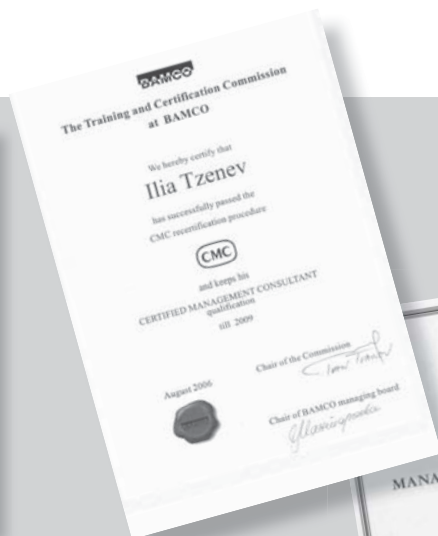 BAMCO
The Training and Certification Commission
at BAMCO
We hereby certify that
Ilia Tzenev
has successfully passed the
CMC recertification procedure
CMC
and keeps his
CERTIFIED MANAGEMENT CONSULTANT
qualification
till 2009
Chair of the Commission
August 2006
Chair of BAMCO managing board
MANA